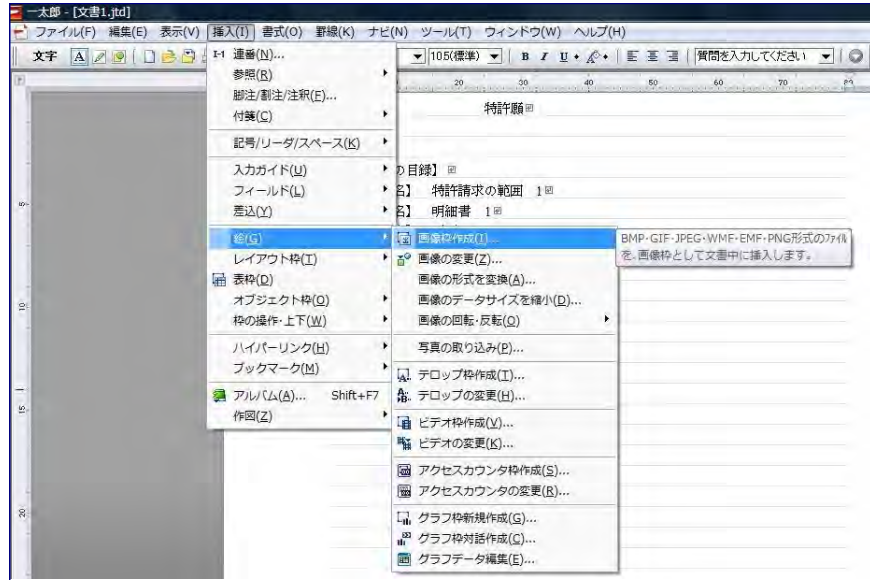 一太郎 - [文書1.jtd]
ファイル(F) 編集(E) 表示(V) 挿入(I) 書式(O) 罫線(K) ナビ(N) ツール(T) ウィンドウ(W) ヘルプ(H)
文字 A 105(標準) B I U 質問を入力してください
20 30 40 50 60 70 80
連番(N)...
参照(R)
脚注/割注/注釈(F)...
付箋(C)
記号/リーダ/スペース(K)
入力ガイド(U)
フィールド(L)
差込(Y)
絵(G)
レイアウト枠(T)
表枠(D)
オブジェクト枠(O)
枠の操作・上下(W)
ハイパーリンク(H)
ブックマーク(M)
アルバム(A)... Shift+F7
作図(Z)
特許願
の目録】
名】 特許請求の範囲 1
名】 明細書 1
画像枠作成(I)...
画像の変更(Z)...
画像の形式を変換(A)...
画像のデータサイズを縮小(D)...
画像の回転・反転(O)
写真の取り込み(P)...
テロップ枠作成(T)...
テロップの変更(H)...
ビデオ枠作成(V)...
ビデオの変更(K)...
アクセスカウンタ枠作成(S)...
アクセスカウンタの変更(R)...
グラフ枠新規作成(G)...
グラフ枠対話作成(C)...
グラフデータ編集(E)...
BMP・GIF・JPEG・WMF・EMF・PNG形式のファイル
を、画像枠として文書中に挿入します。